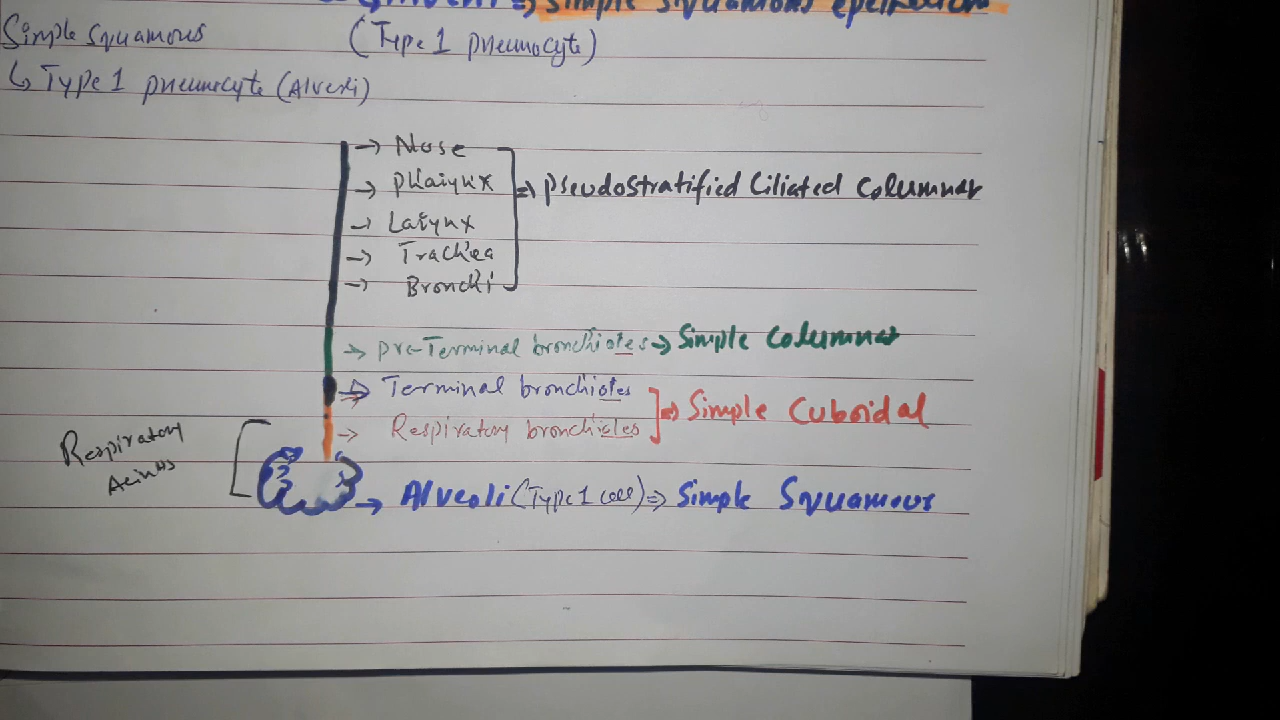 ⇒ Simple Squamous epithelium
Simple Squamous (Type 1 pneumocyte)
↳ Type 1 pneumocyte (Alveoli)
→ Nose
→ Pharynx ⇒ Pseudostratified Ciliated Columnar
→ Larynx
→ Trachea
→ Bronchi
→ pre-Terminal bronchioles ⇒ Simple Columnar
⇒ Terminal bronchioles
→ Respiratory bronchioles ⇒ Simple Cuboidal
Respiratory
Acinus
→ Alveoli (Type 1 cell) ⇒ Simple Squamous